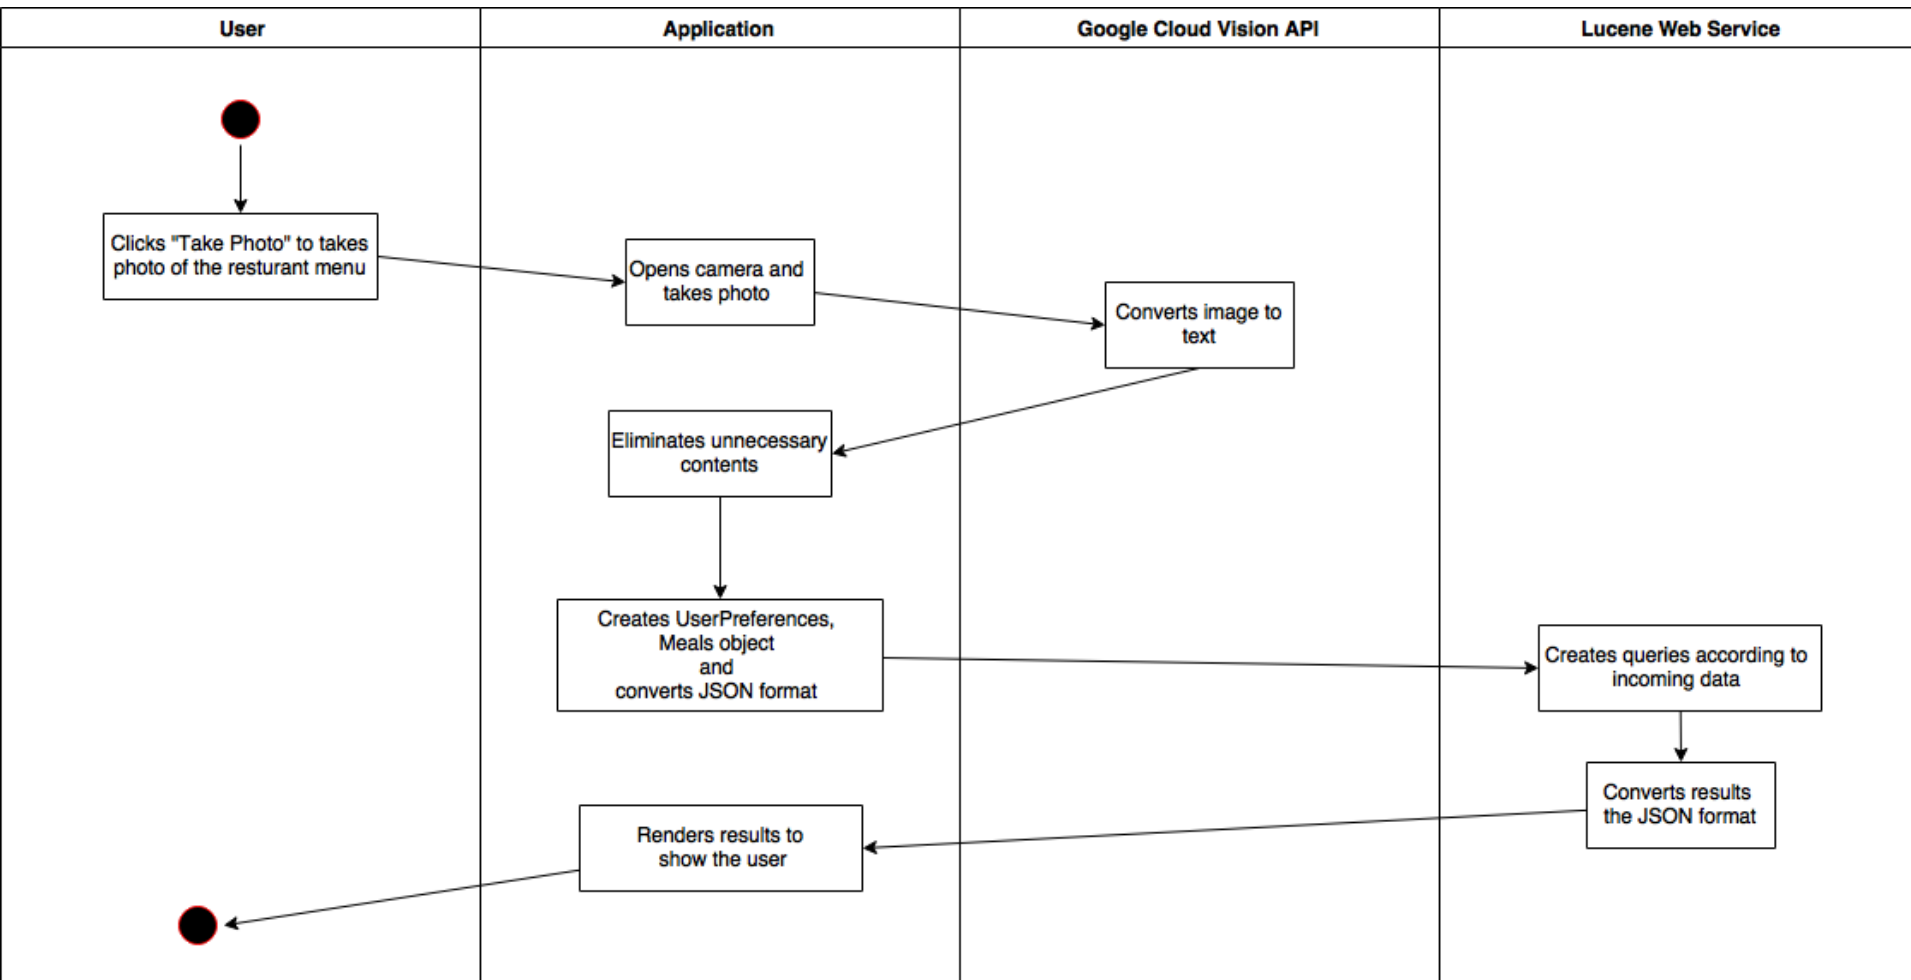 User
Application
Google Cloud Vision API
Lucene Web Service
Clicks "Take Photo" to takes
photo of the resturant menu
Opens camera and
takes photo
Converts image to
text
Eliminates unnecessary
contents
Creates UserPreferences,
Meals object
and
converts JSON format
Creates queries according to
incoming data
Converts results
the JSON format
Renders results to
show the user